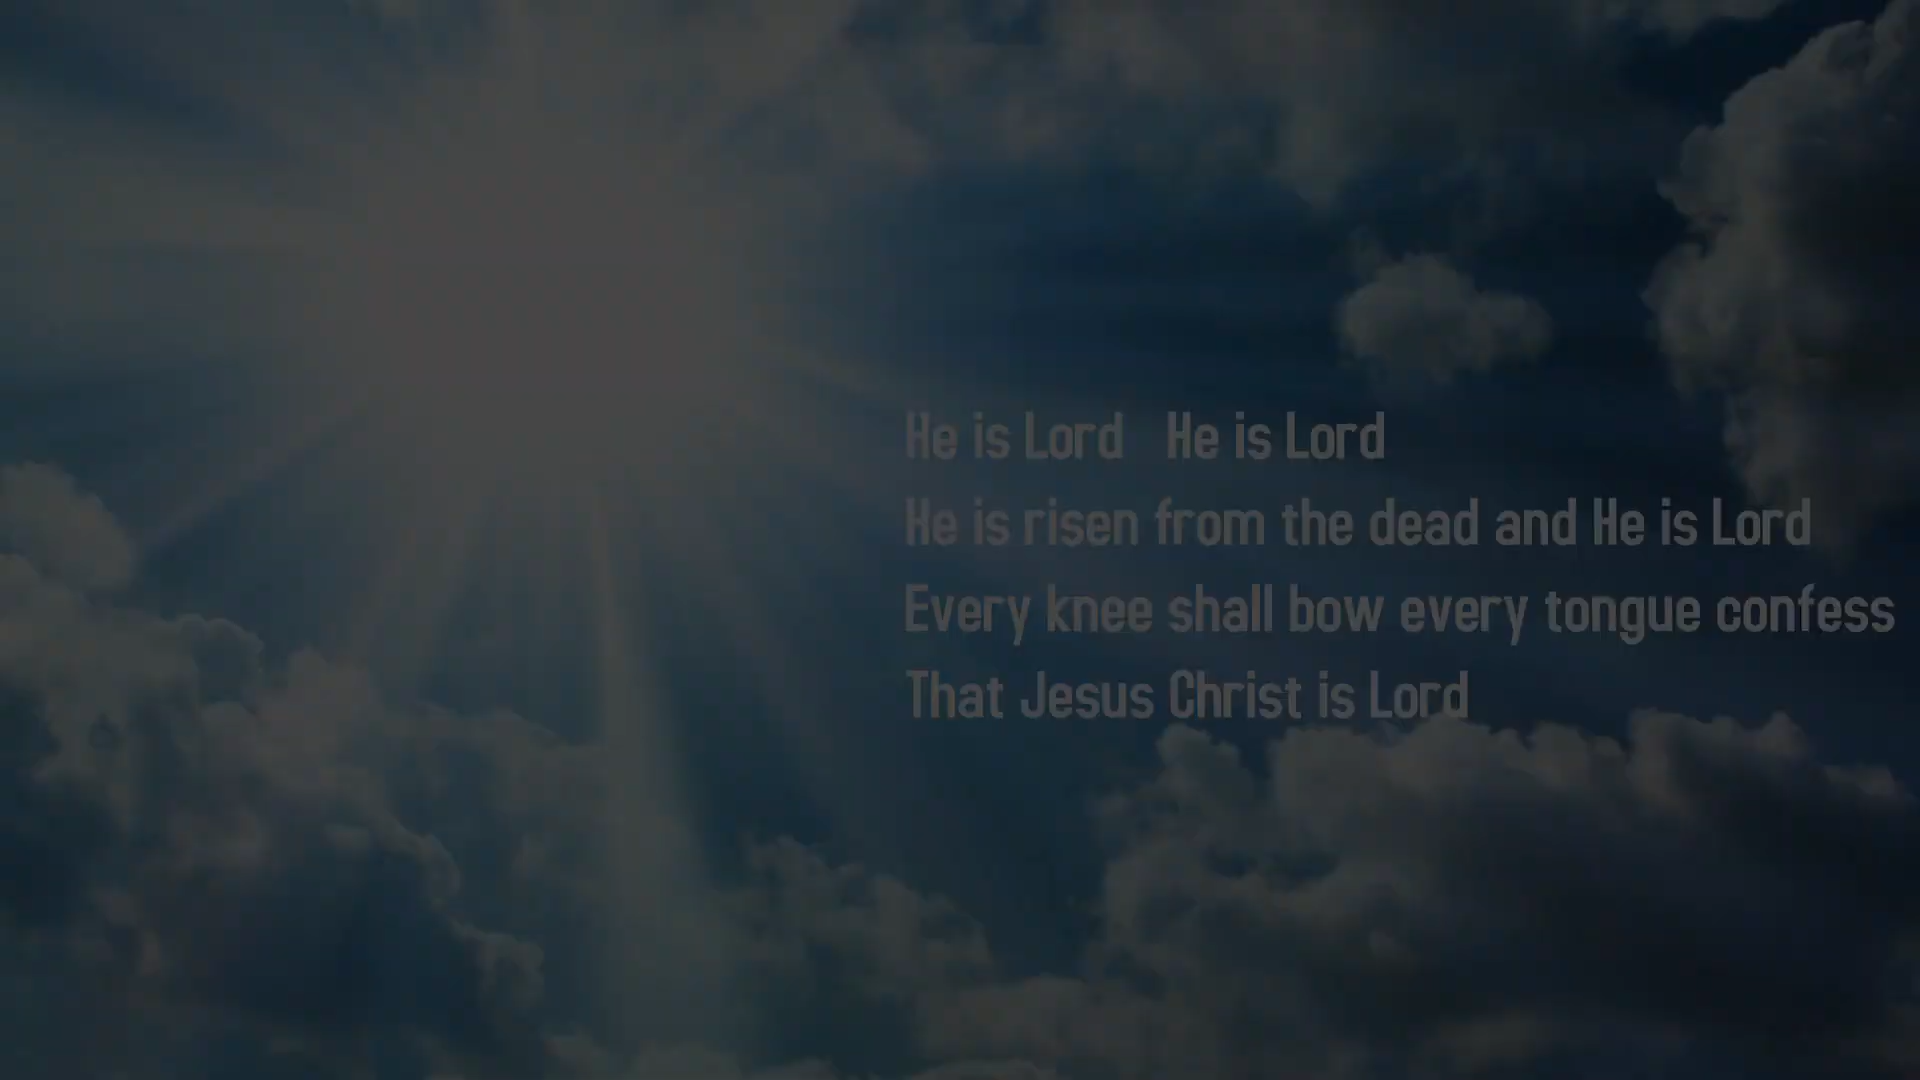 He is Lord   He is Lord
He is risen from the dead and He is Lord
Every knee shall bow every tongue confess
That Jesus Christ is Lord